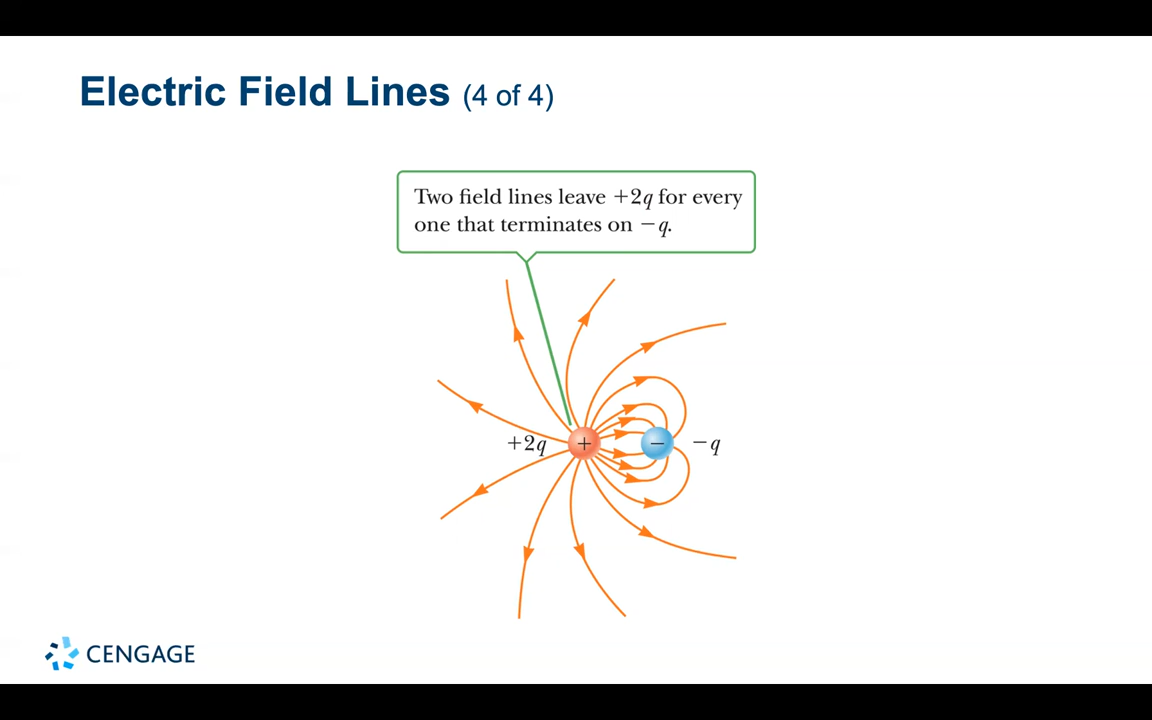 Electric Field Lines (4 of 4)
Two field lines leave +2q for every
one that terminates on −q.
+2q
+
−
−q
CENGAGE